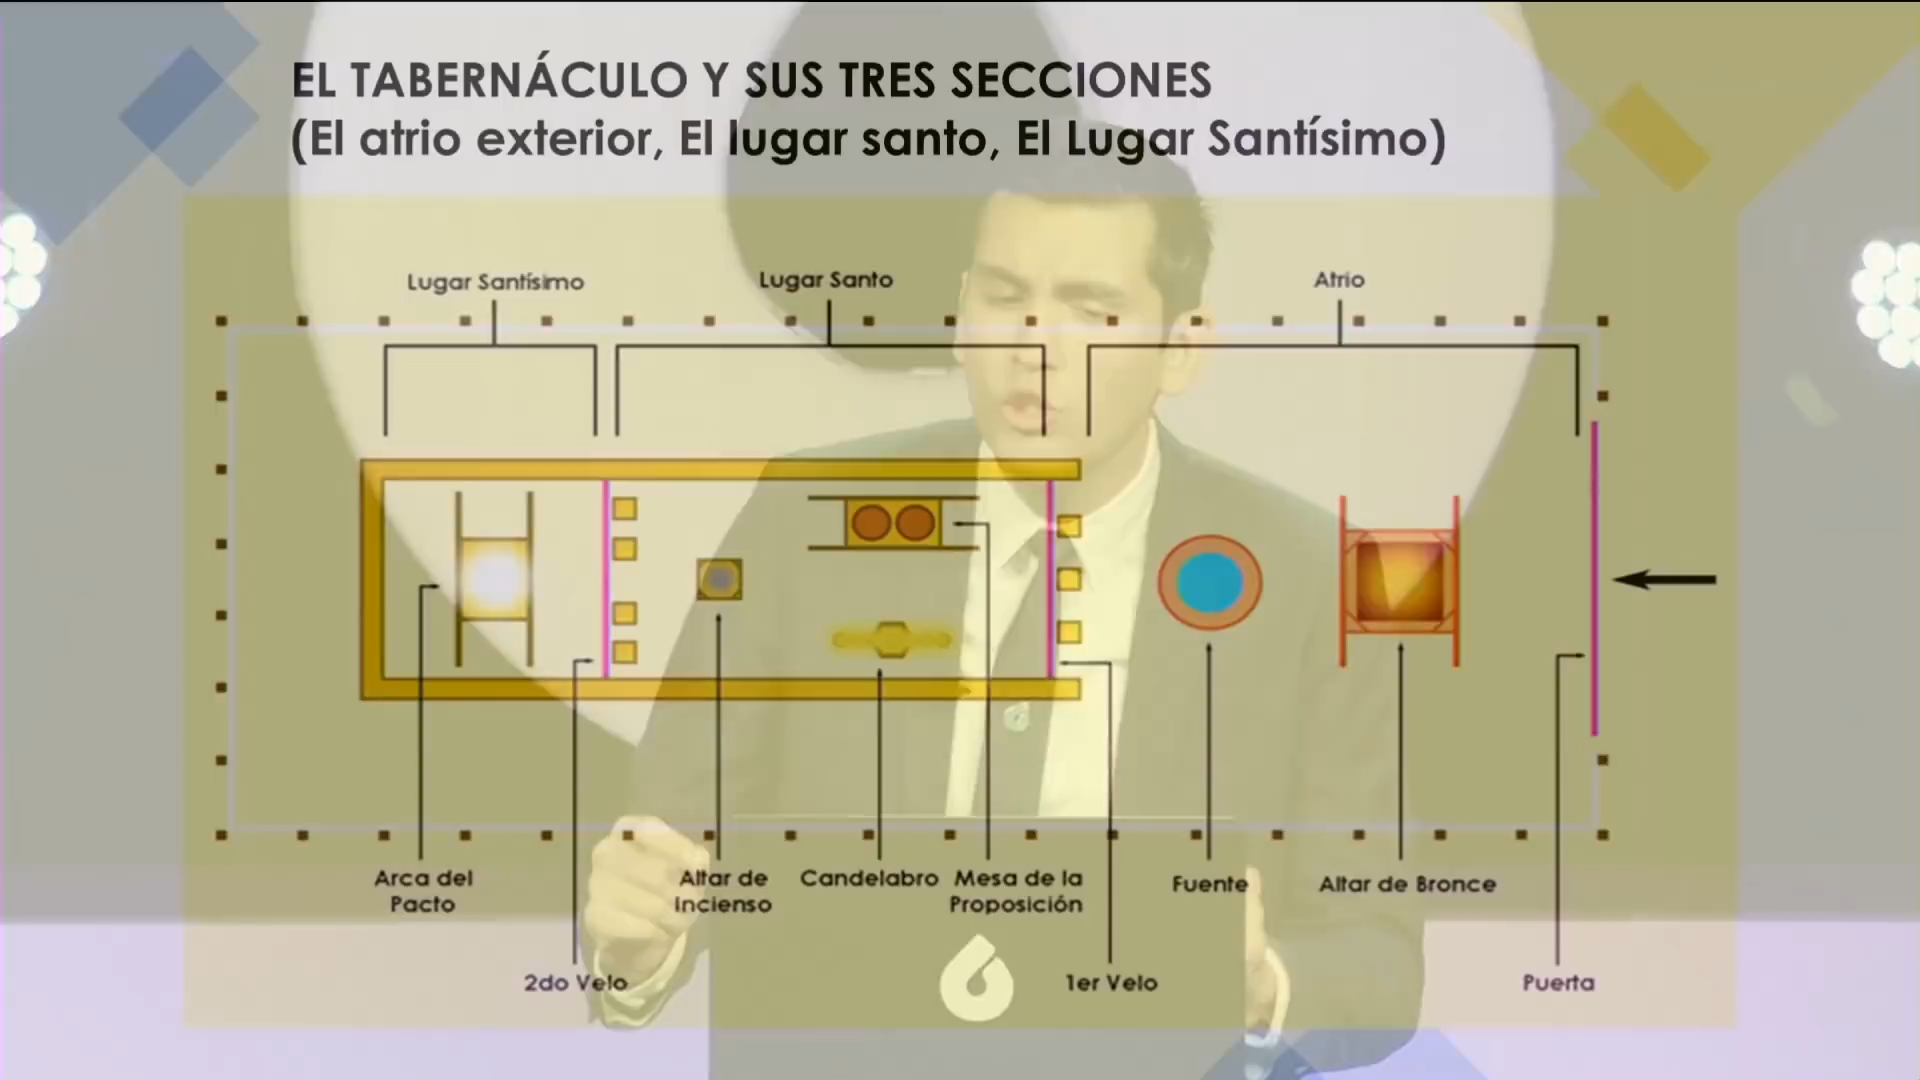 EL TABERNÁCULO Y SUS TRES SECCIONES
(El atrio exterior, El lugar santo, El Lugar Santísimo)
Lugar Santísimo
Lugar Santo
Atrio
Arca del
Pacto
Altar de
Incienso
Candelabro
Mesa de la
Proposición
Fuente
Altar de Bronce
2do Velo
1er Velo
Puerta